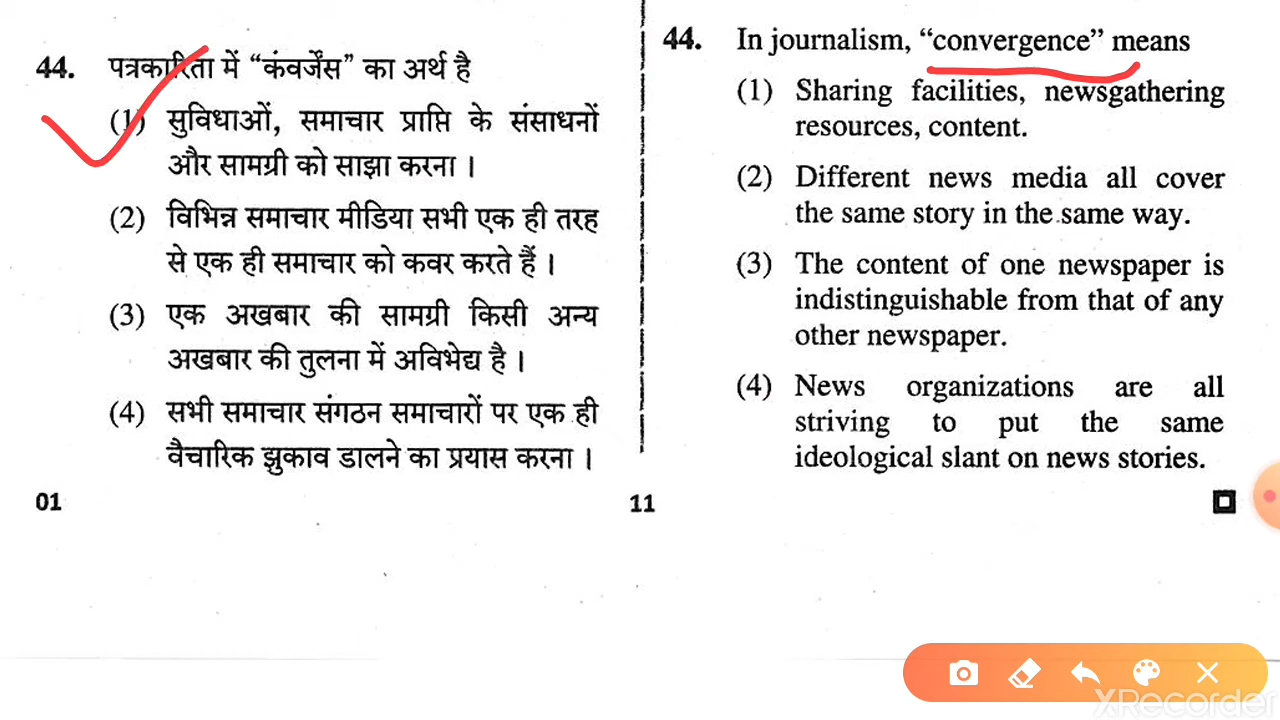 44. पत्रकारिता में “कंवर्जेंस” का अर्थ है
(1) सुविधाओं, समाचार प्राप्ति के संसाधनों
और सामग्री को साझा करना ।
(2) विभिन्न समाचार मीडिया सभी एक ही तरह
से एक ही समाचार को कवर करते हैं ।
(3) एक अखबार की सामग्री किसी अन्य
अखबार की तुलना में अविभेद्य है ।
(4) सभी समाचार संगठन समाचारों पर एक ही
वैचारिक झुकाव डालने का प्रयास करना ।
01
44. In journalism, “convergence” means
(1) Sharing facilities, newsgathering
resources, content.
(2) Different news media all cover
the same story in the same way.
(3) The content of one newspaper is
indistinguishable from that of any
other newspaper.
(4) News organizations are all
striving to put the same
ideological slant on news stories.
11
XRecorder